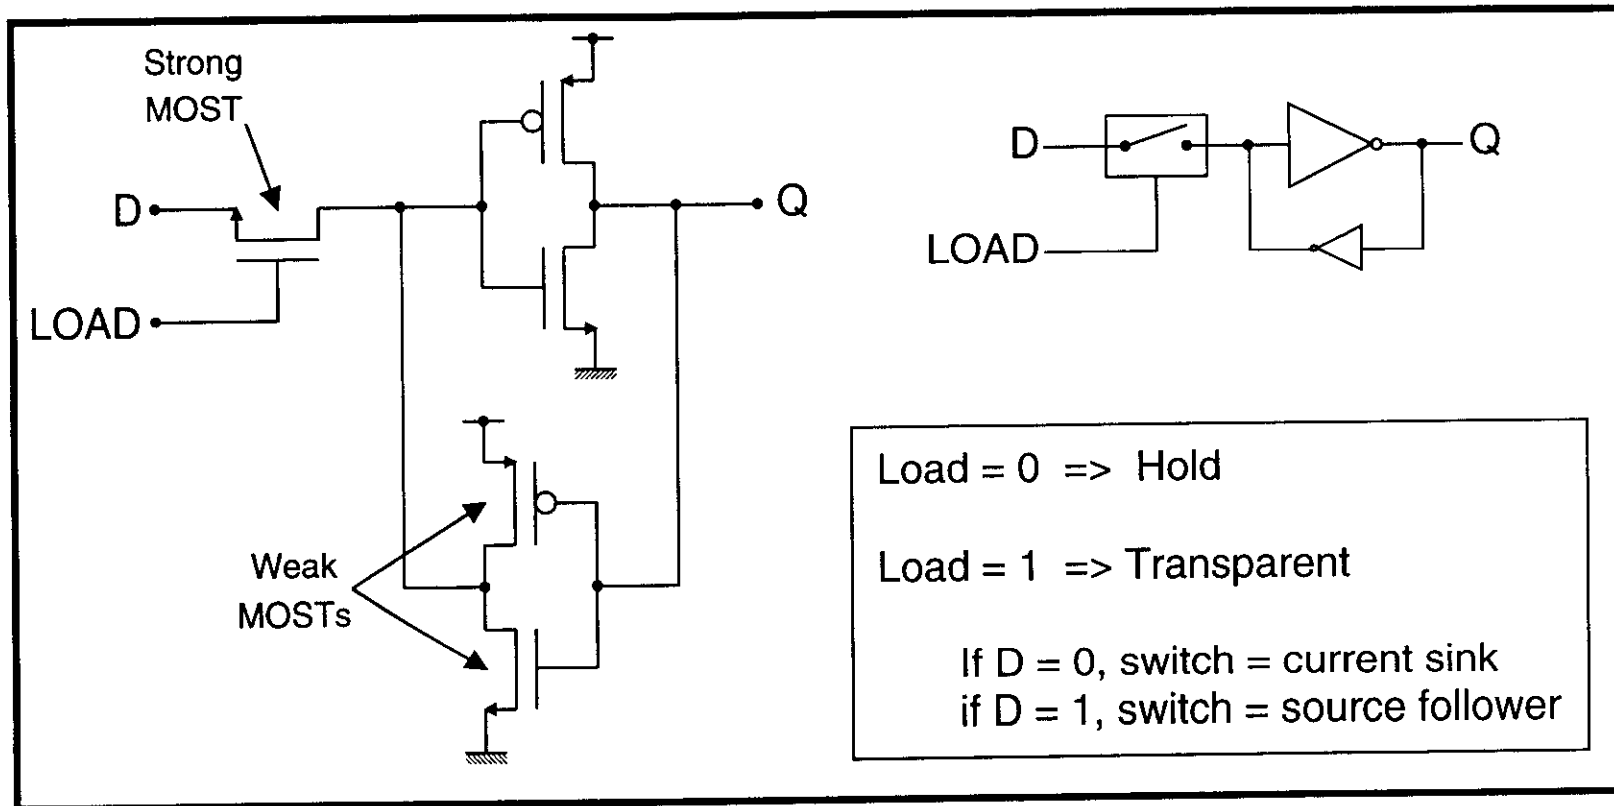 Strong
MOST
D
LOAD
Q
Weak
MOSTs
D
LOAD
Q
Load = 0 => Hold
Load = 1 => Transparent
If D = 0, switch = current sink
if D = 1, switch = source follower